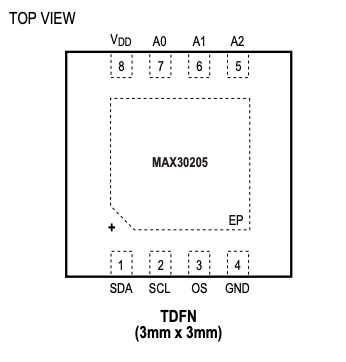 TOP VIEW
VDD A0 A1 A2
8 7 6 5
MAX30205
EP
+
1 2 3 4
SDA SCL OS GND
TDFN
(3mm x 3mm)